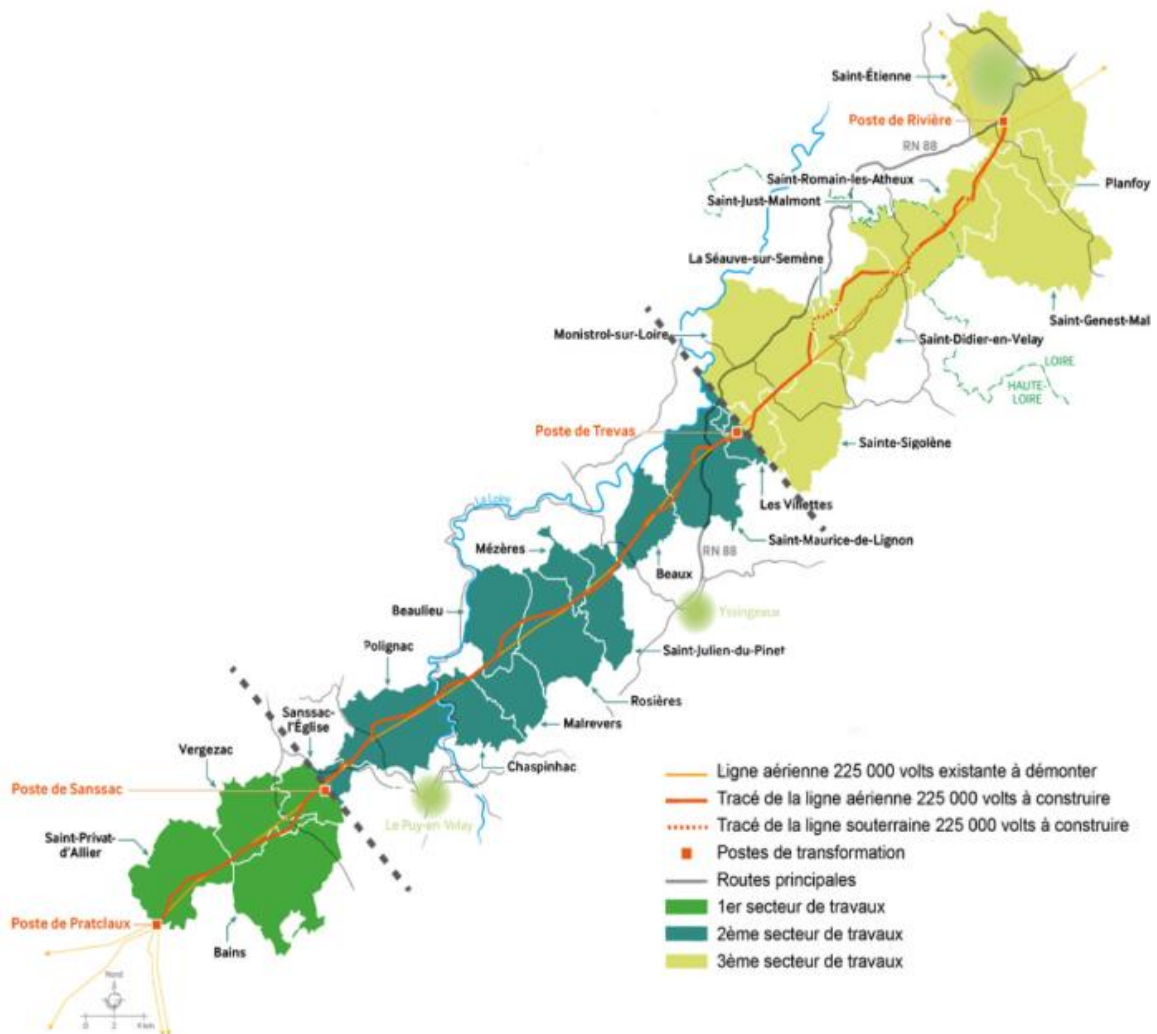 Saint-Étienne
Poste de Rivière
RN 88
Saint-Romain-les-Atheux
Planfoy
Saint-Just-Malmont
La Séauve-sur-Semène
Saint-Genest-Mal
Monistrol-sur-Loire
Saint-Didier-en-Velay
LOIRE
HAUTE-
LOIRE
Poste de Trevas
Sainte-Sigolène
Les Villettes
La Loire
Saint-Maurice-de-Lignon
RN 88
Mézères
Beaux
Beaulieu
Yssingeaux
Polignac
Saint-Julien-du-Pinet
Rosières
Sanssac-
l'Église
Malrevers
Vergezac
Chaspinhac
Poste de Sanssac
Le Puy-en-Velay
Saint-Privat-
d'Allier
Poste de Pratclaux
Bains
Nord
0 2 4 km
Ligne aérienne 225 000 volts existante à démonter
Tracé de la ligne aérienne 225 000 volts à construire
Tracé de la ligne souterraine 225 000 volts à construire
Postes de transformation
Routes principales
1er secteur de travaux
2ème secteur de travaux
3ème secteur de travaux